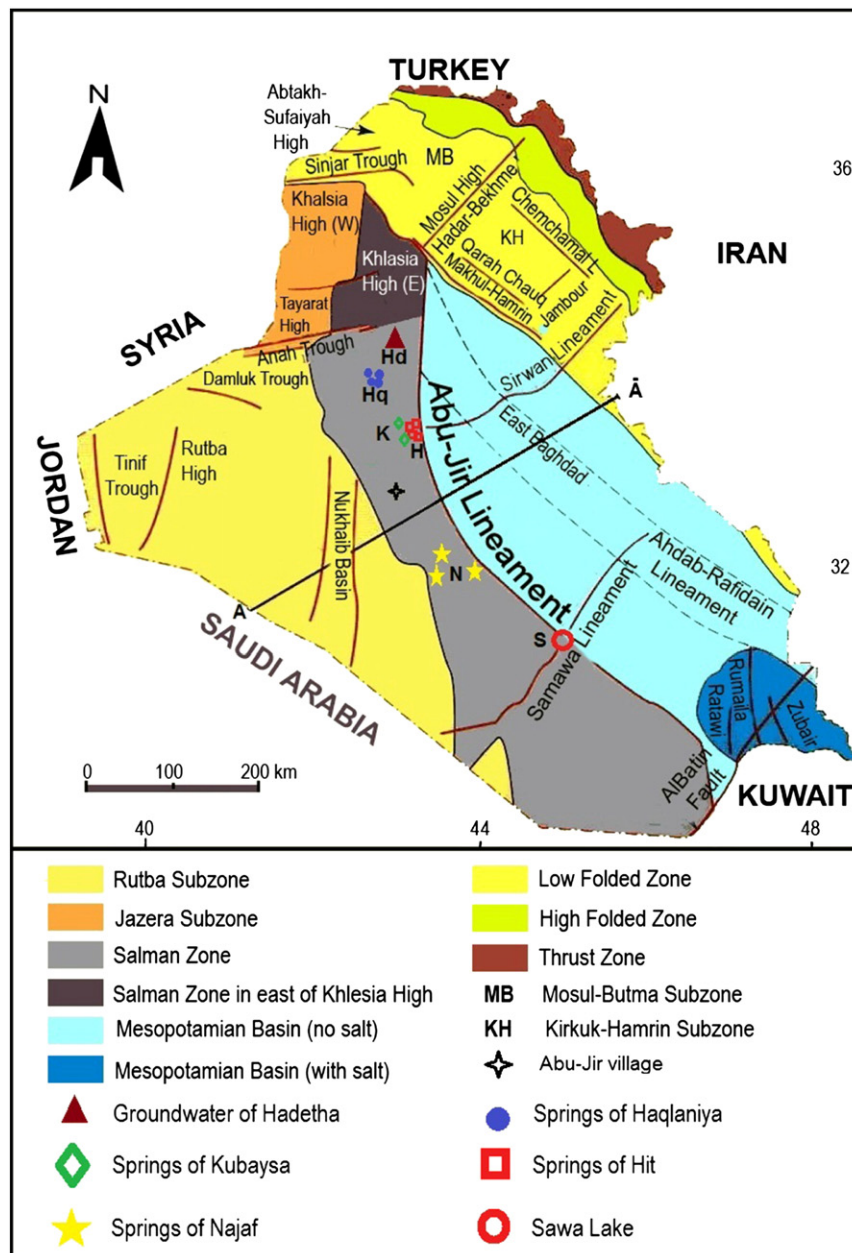 TURKEY
N
Abtakh-
Sufaiyah
High
36
MB
Sinjar Trough
Mosul High
Hadar-Bekhme
Chemchamal L
Khalsia
High (W)
KH
Qarah Chauq
IRAN
Khlasia
High (E)
Makhul-Hamrin
Jambour
Tayarat
High
SYRIA
Anah Trough
Hd
Sirwan Lineament
Damluk Trough
Hq
Ā
Abu-Jir Lineament
East Baghdad
K
H
JORDAN
Tinif
Trough
Rutba
High
Nukhaib Basin
Ahdab-Rafidain
Lineament
32
N
A
SAUDI ARABIA
S
Samawa Lineament
Rumaila
Ratawi
Zubair
0 100 200 km
AlBatin
Fault
KUWAIT
40 44 48
Rutba Subzone
Jazera Subzone
Salman Zone
Salman Zone in east of Khlesia High
Mesopotamian Basin (no salt)
Mesopotamian Basin (with salt)
Groundwater of Hadetha
Springs of Kubaysa
Springs of Najaf
Low Folded Zone
High Folded Zone
Thrust Zone
MB Mosul-Butma Subzone
KH Kirkuk-Hamrin Subzone
Abu-Jir village
Springs of Haqlaniya
Springs of Hit
Sawa Lake